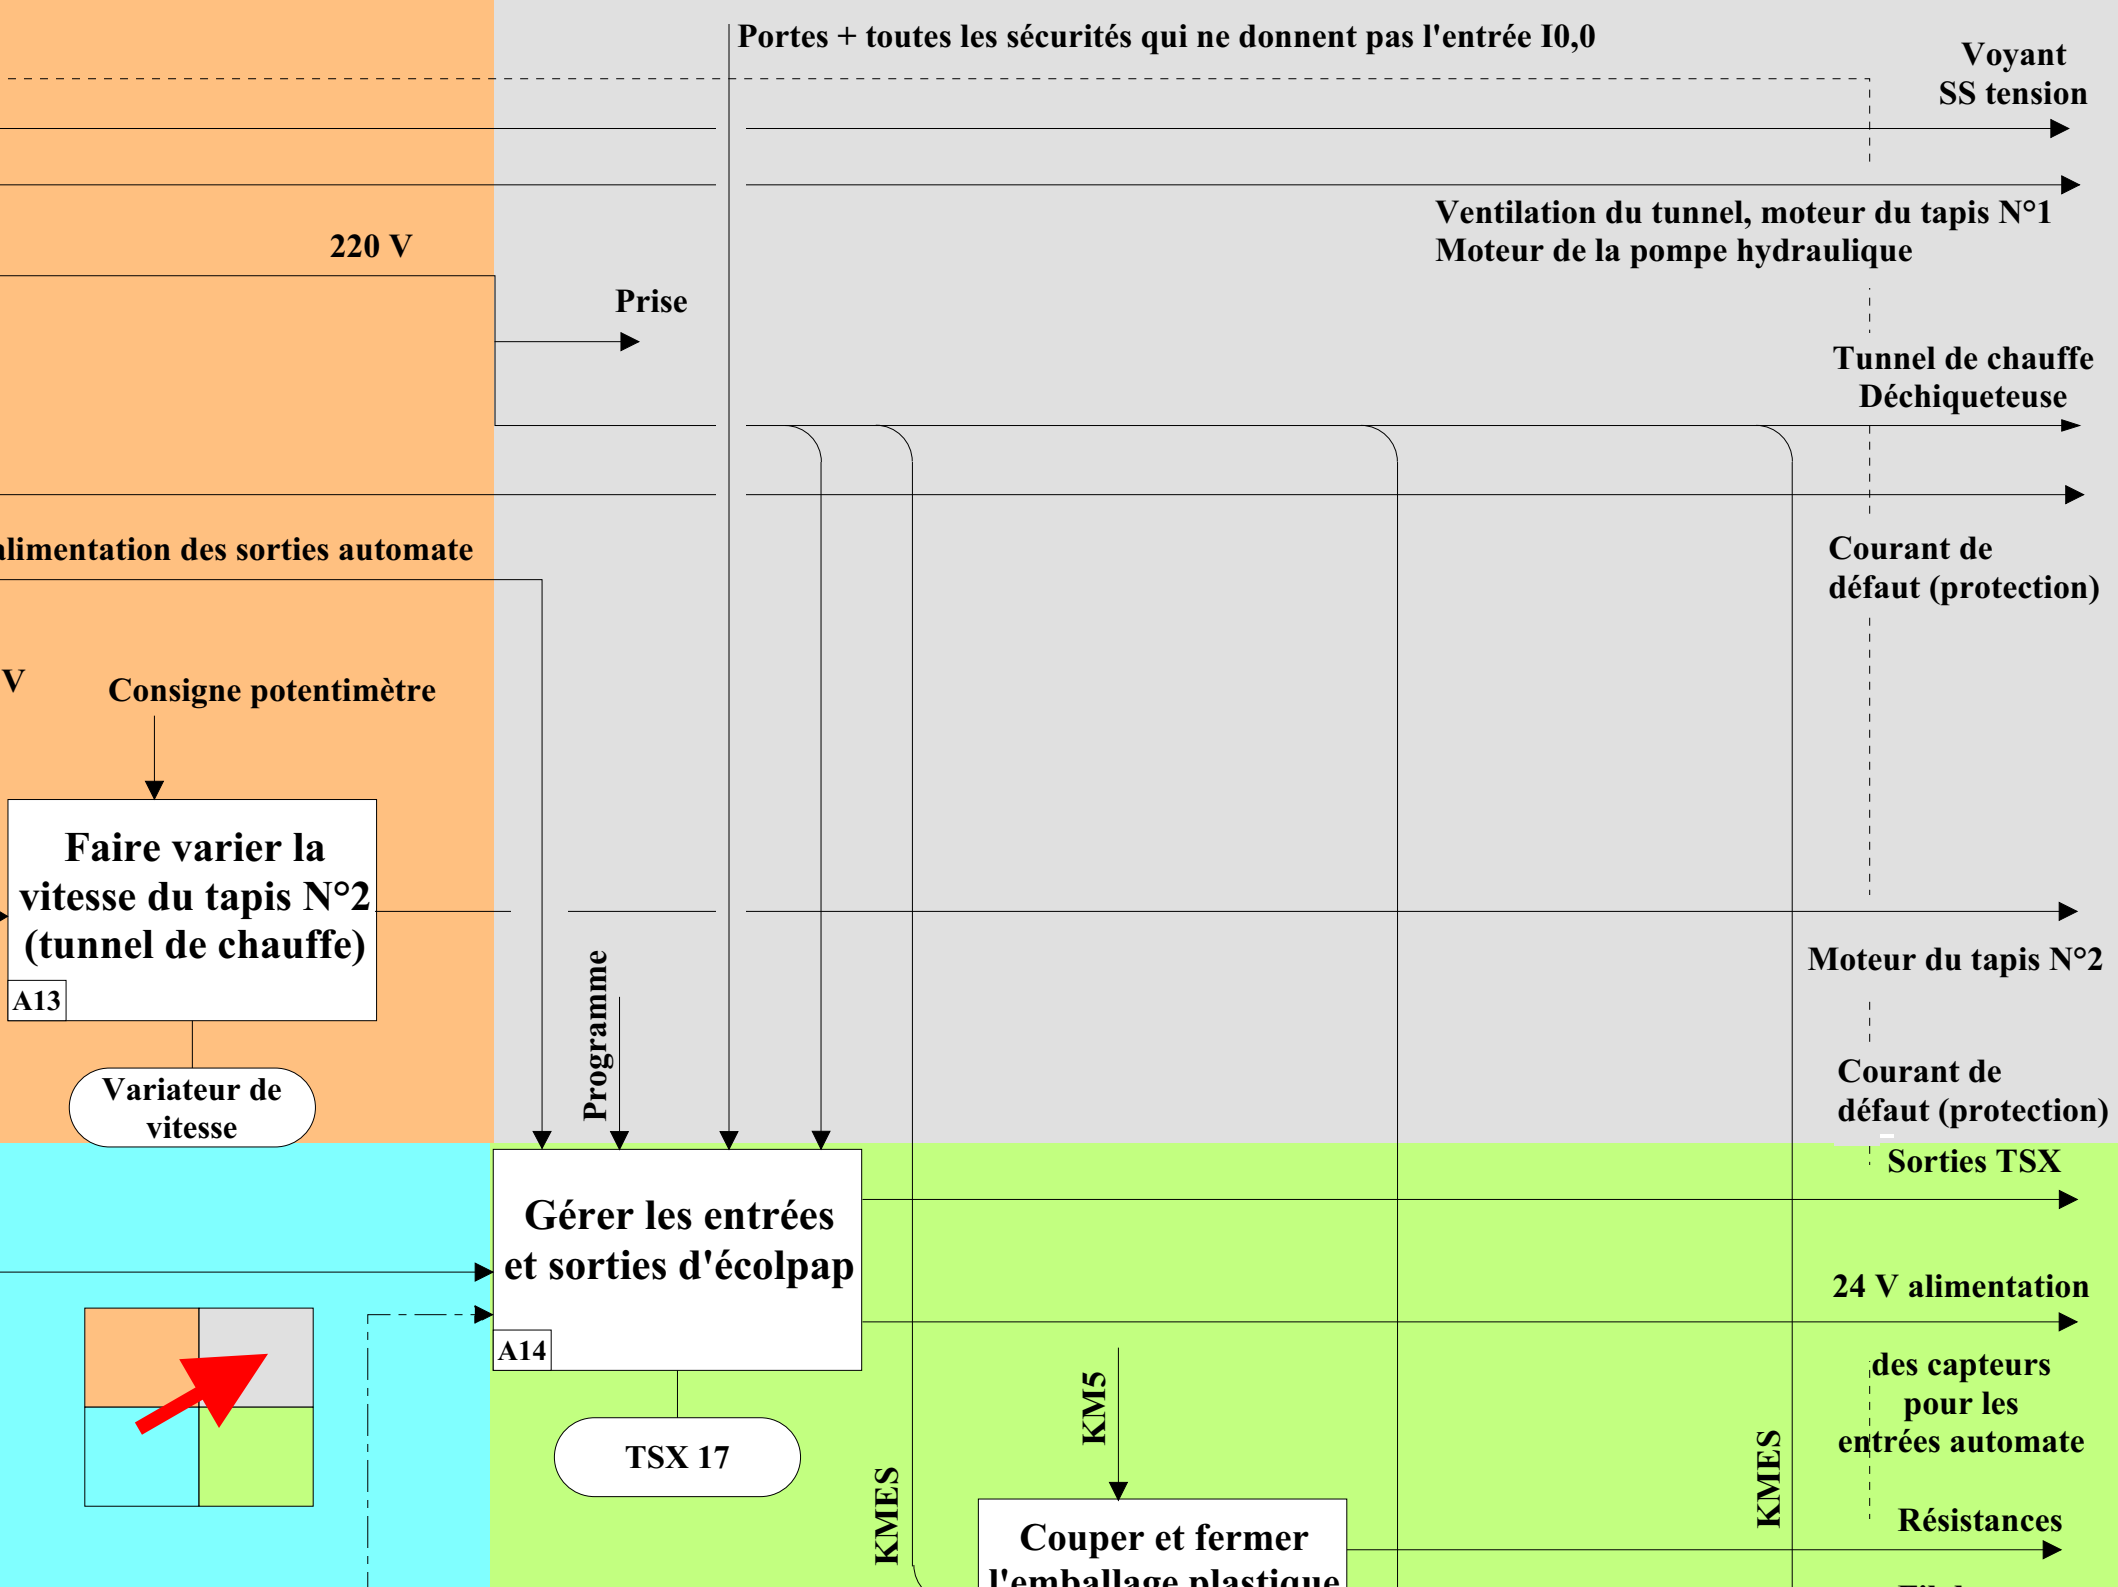 Portes + toutes les sécurités qui ne donnent pas l'entrée I0,0
Voyant
SS tension
Ventilation du tunnel, moteur du tapis N°1
Moteur de la pompe hydraulique
220 V
Prise
Tunnel de chauffe
Déchiqueteuse
alimentation des sorties automate
Courant de
défaut (protection)
V
Consigne potentimètre
Faire varier la
vitesse du tapis N°2
(tunnel de chauffe)
A13
Variateur de
vitesse
Programme
Moteur du tapis N°2
Courant de
défaut (protection)
Sorties TSX
Gérer les entrées
et sorties d'écolpap
A14
TSX 17
24 V alimentation
des capteurs
pour les
entrées automate
KM5
KMES
KMES
Résistances
Couper et fermer
l'emballage plastique